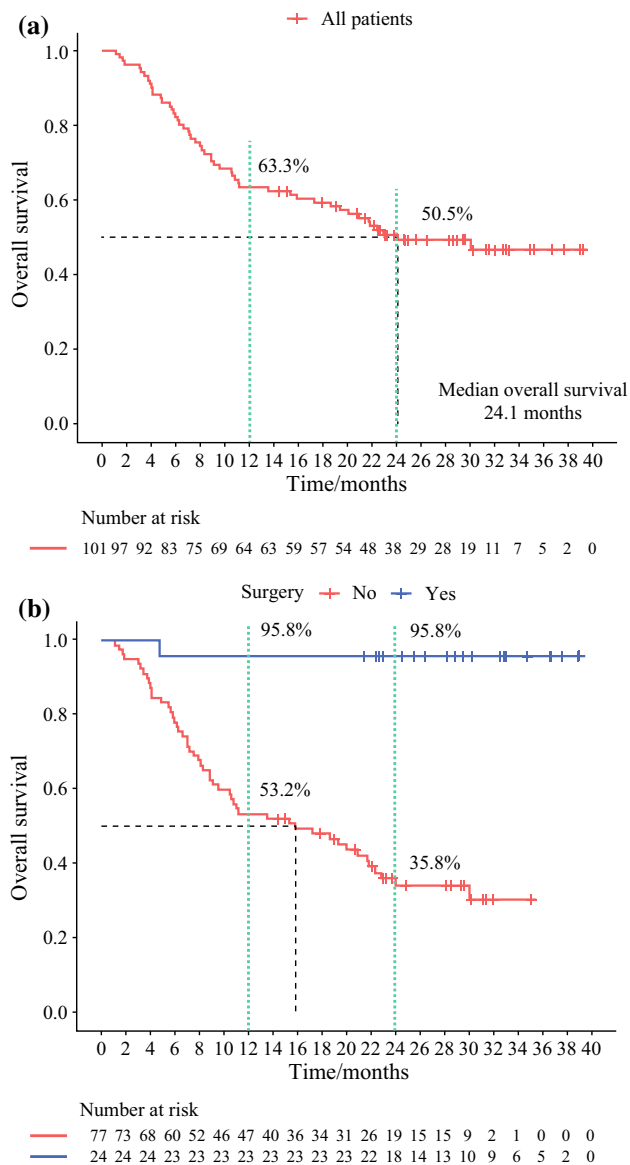 (a)
All patients
1.0
0.8
0.6
0.4
0.2
0.0
Overall survival
63.3%
50.5%
Median overall survival
24.1 months
0 2 4 6 8 10 12 14 16 18 20 22 24 26 28 30 32 34 36 38 40
Time/months
Number at risk
101 97 92 83 75 69 64 63 59 57 54 48 38 29 28 19 11 7 5 2 0
(b)
Surgery No Yes
1.0
0.8
0.6
0.4
0.2
0.0
Overall survival
95.8%
95.8%
53.2%
35.8%
0 2 4 6 8 10 12 14 16 18 20 22 24 26 28 30 32 34 36 38 40
Time/months
Number at risk
77 73 68 60 52 46 47 40 36 34 31 26 19 15 15 9 2 1 0 0 0
24 24 24 23 23 23 23 23 23 23 23 22 18 14 13 10 9 6 5 2 0